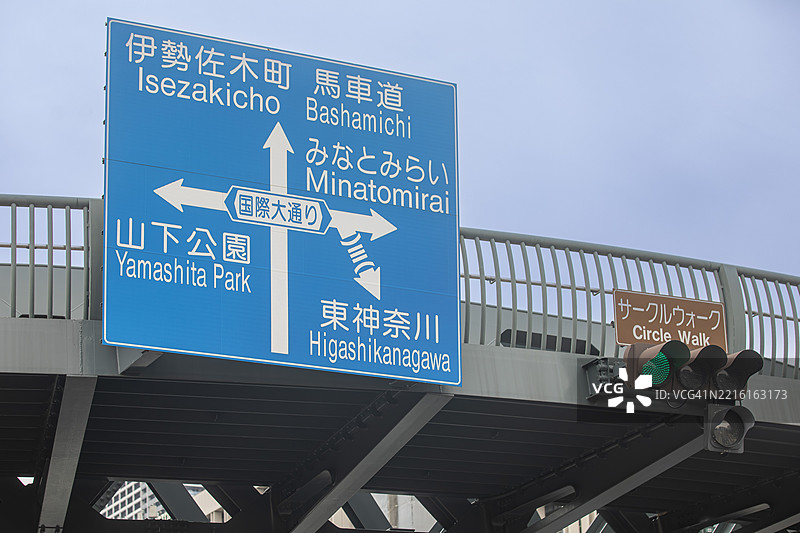 伊勢佐木町 馬車道
Isezakicho Bashamichi
みなとみらい
Minatomirai
国際大通り
山下公園
Yamashita Park
東神奈川
Higashikanagawa
サークルウォーク
Circle Walk
VCG
ID: VCG41N2216163173